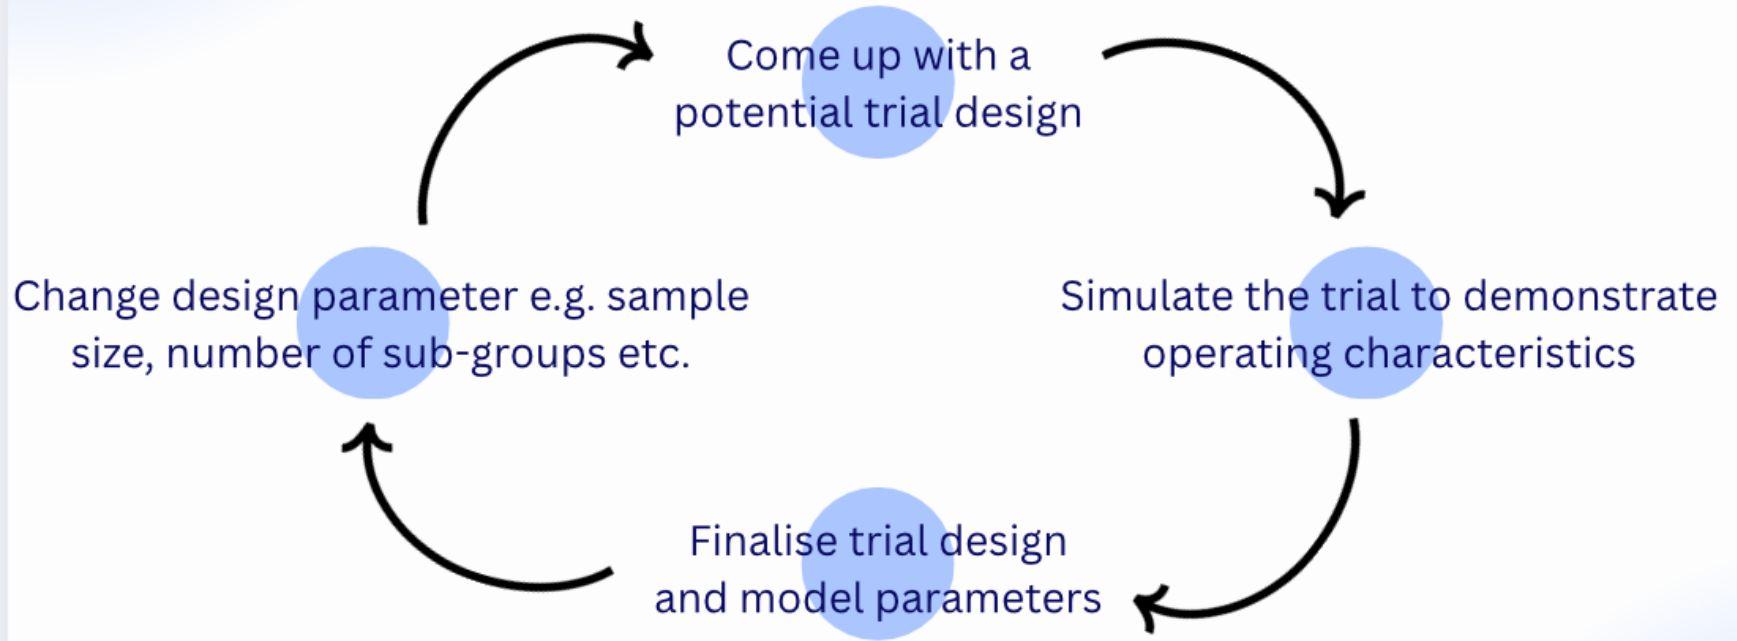 Come up with a
potential trial design
Simulate the trial to demonstrate
operating characteristics
Finalise trial design
and model parameters
Change design parameter e.g. sample
size, number of sub-groups etc.